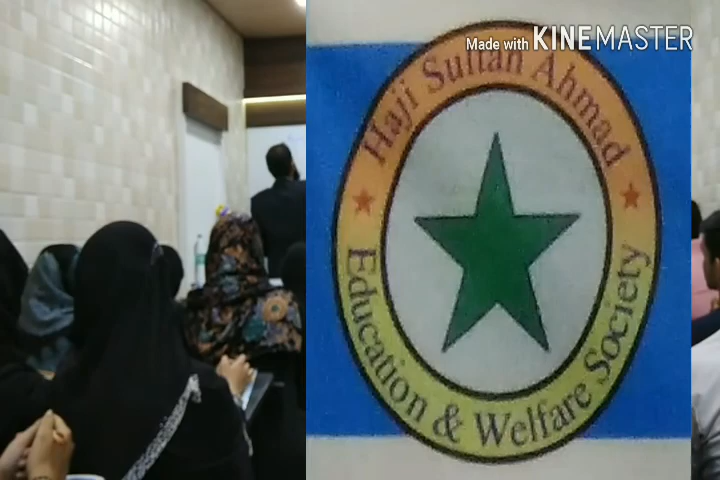 Made with KINEMASTER
Haji Sultan Ahmad
Education & Welfare Society